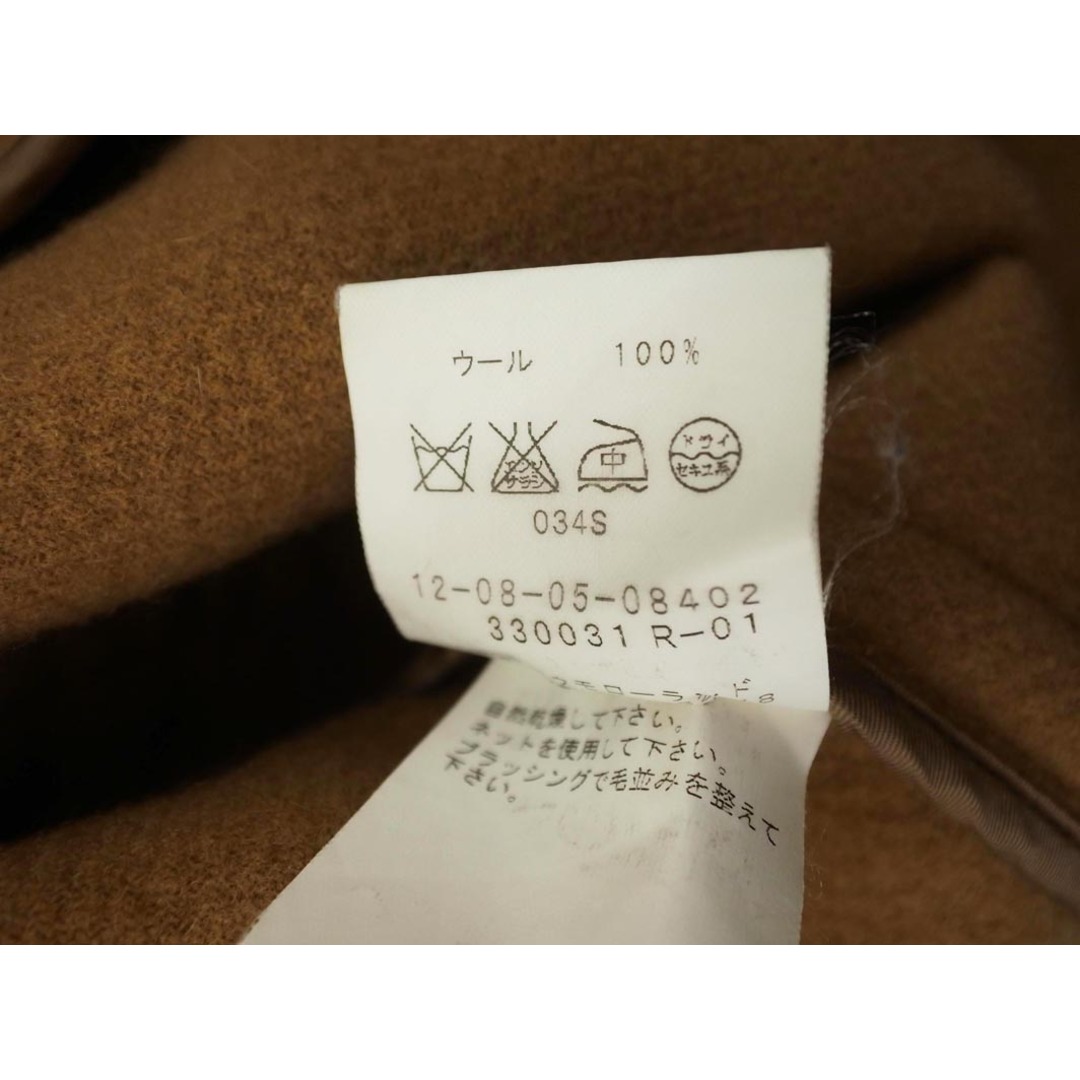 ウール 100%
エンソ
サラシ
中
ドライ
セキユ系
034S
12-08-05-08402
330031 R-01
自然乾燥して下さい。
ネットを使用して下さい。
ブラッシングで毛並みを整えて
下さい。